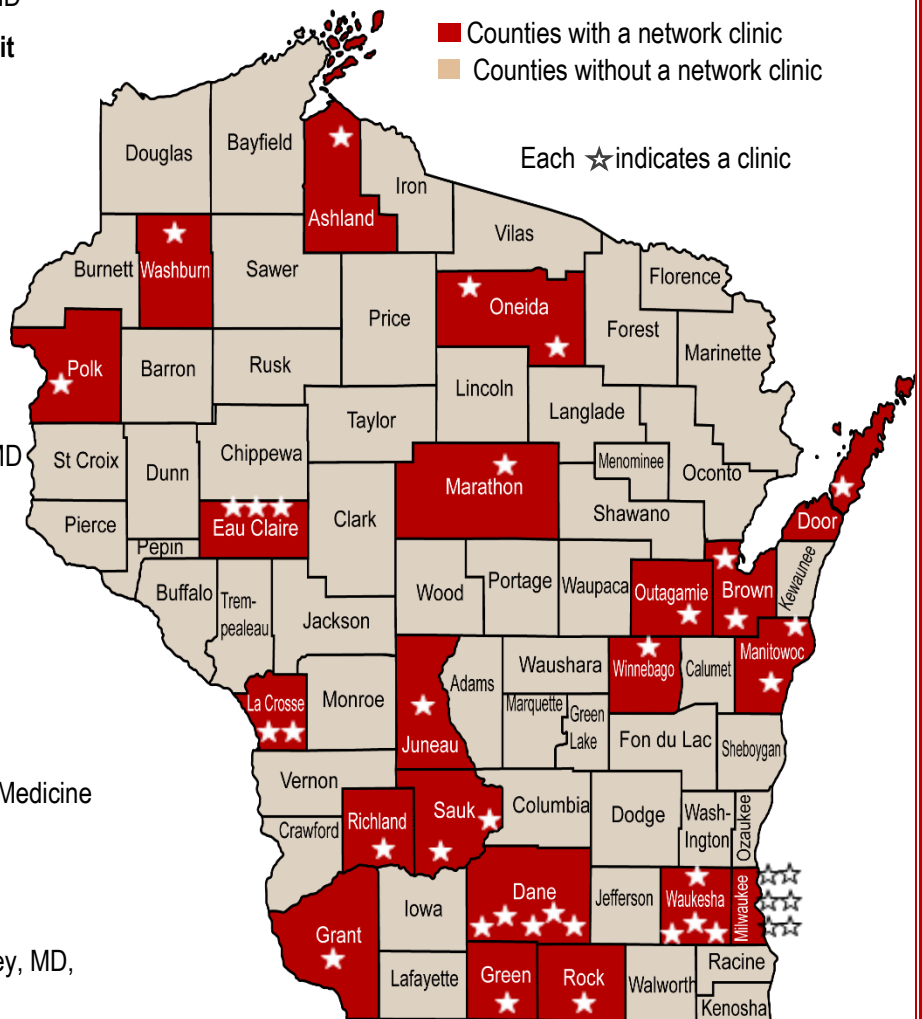 MD
it
Counties with a network clinic
Counties without a network clinic
Each ☆ indicates a clinic
Douglas
Bayfield
Ashland
Iron
Vilas
Burnett
Washburn
Sawer
Price
Oneida
Florence
Forest
Marinette
Polk
Barron
Rusk
Lincoln
Langlade
Taylor
MD
St Croix
Dunn
Chippewa
Marathon
Menominee
Oconto
Shawano
Pierce
Eau Claire
Clark
Door
Pepin
Buffalo
Trem-
pealeau
Jackson
Wood
Portage
Waupaca
Outagamie
Brown
Kewaunee
La Crosse
Monroe
Juneau
Adams
Waushara
Winnebago
Calumet
Manitowoc
Marquette
Green
Lake
Fon du Lac
Sheboygan
Medicine
Vernon
Crawford
Richland
Sauk
Columbia
Dodge
Wash-
Ington
Ozaukee
Grant
Iowa
Dane
Jefferson
Waukesha
Milwaukee
ey, MD,
Lafayette
Green
Rock
Walworth
Racine
Kenosha